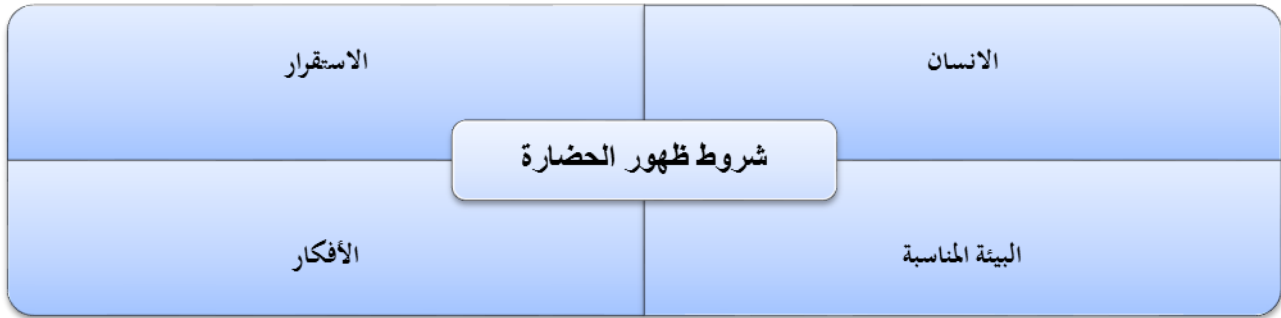 الانسان
الاستقرار
شروط ظهور الحضارة
البيئة المناسبة
الأفكار